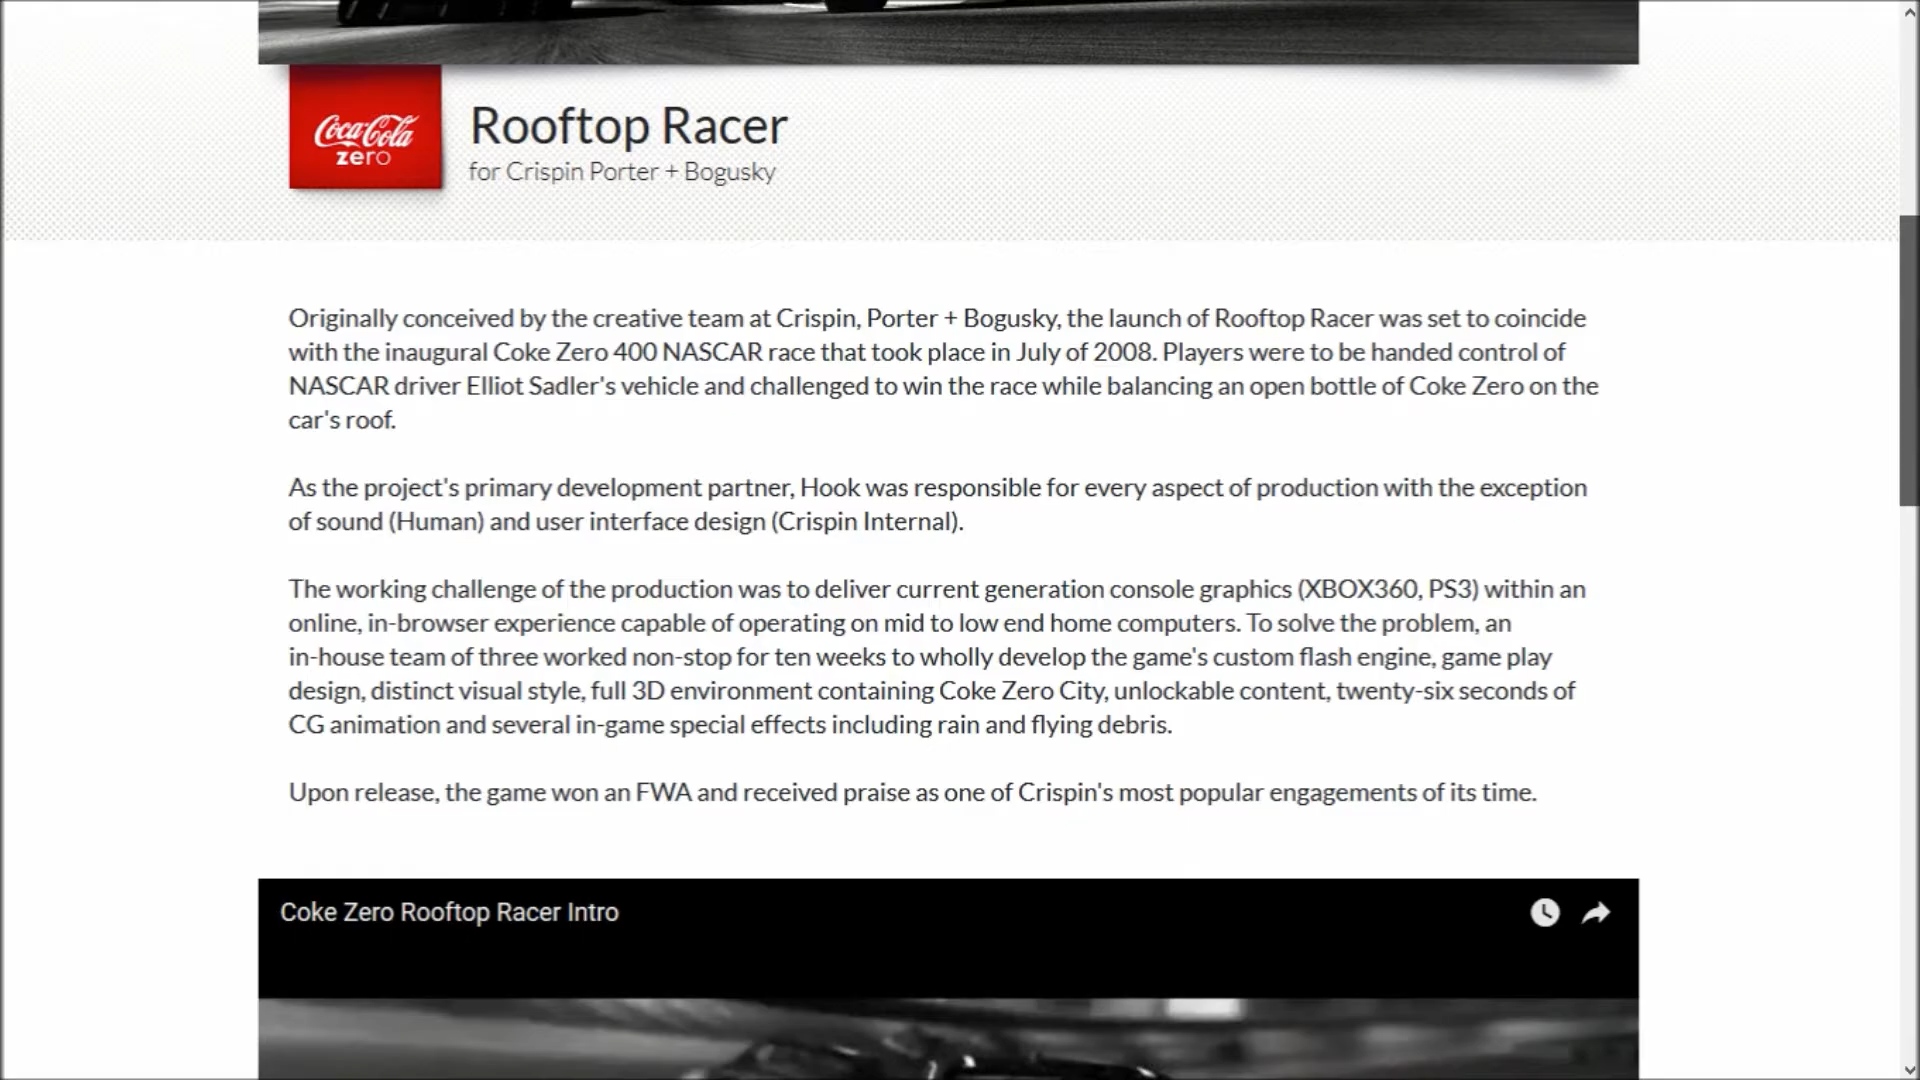 Coca-Cola
zero
Rooftop Racer
for Crispin Porter + Bogusky
Originally conceived by the creative team at Crispin, Porter + Bogusky, the launch of Rooftop Racer was set to coincide
with the inaugural Coke Zero 400 NASCAR race that took place in July of 2008. Players were to be handed control of
NASCAR driver Elliot Sadler's vehicle and challenged to win the race while balancing an open bottle of Coke Zero on the
car's roof.
As the project's primary development partner, Hook was responsible for every aspect of production with the exception
of sound (Human) and user interface design (Crispin Internal).
The working challenge of the production was to deliver current generation console graphics (XBOX360, PS3) within an
online, in-browser experience capable of operating on mid to low end home computers. To solve the problem, an
in-house team of three worked non-stop for ten weeks to wholly develop the game's custom flash engine, game play
design, distinct visual style, full 3D environment containing Coke Zero City, unlockable content, twenty-six seconds of
CG animation and several in-game special effects including rain and flying debris.
Upon release, the game won an FWA and received praise as one of Crispin's most popular engagements of its time.
Coke Zero Rooftop Racer Intro